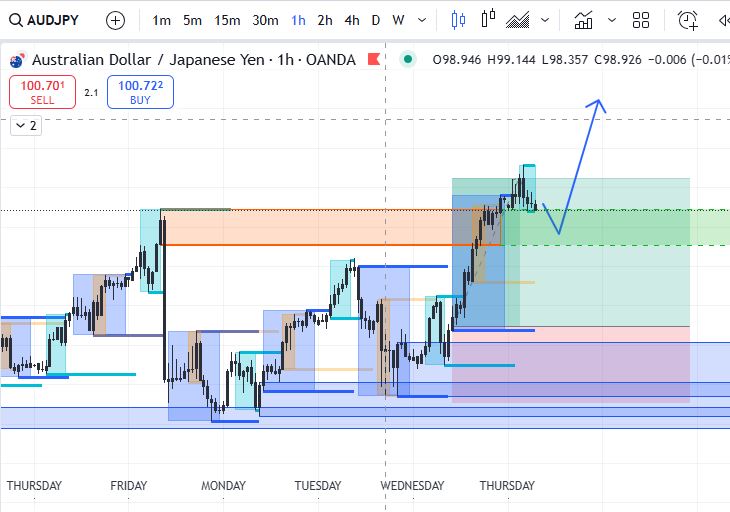 AUDJPY 1m 5m 15m 30m 1h 2h 4h D W
Australian Dollar / Japanese Yen · 1h · OANDA O98.946 H99.144 L98.357 C98.926 −0.006 (−0.01%
100.701 SELL 2.1 100.722 BUY
2
THURSDAY FRIDAY MONDAY TUESDAY WEDNESDAY THURSDAY